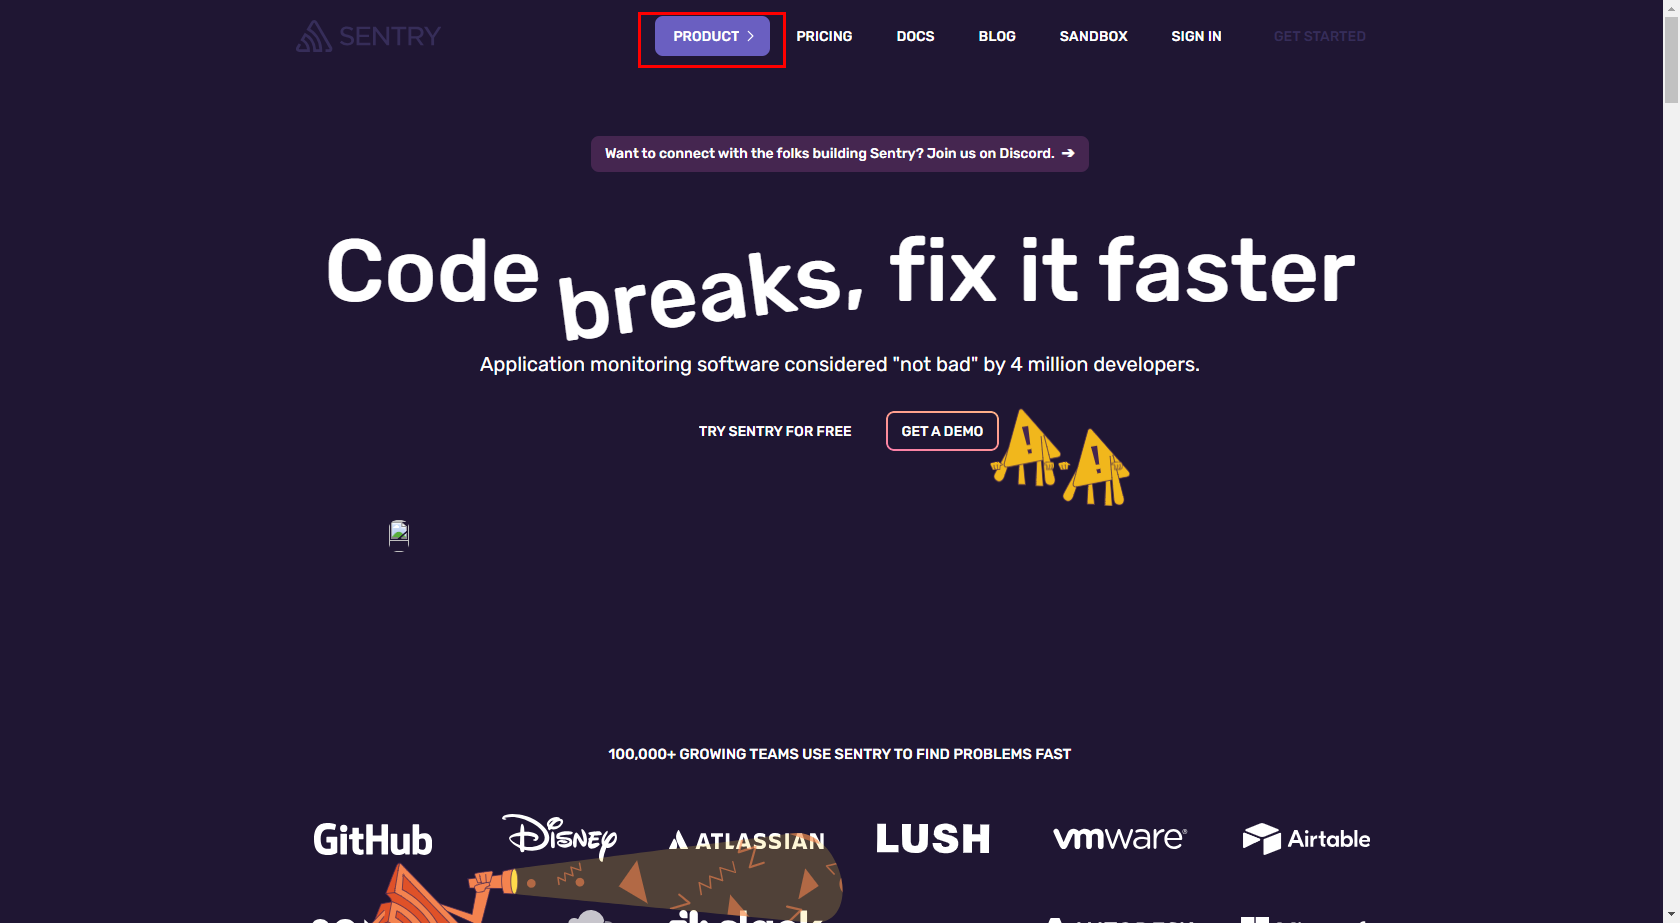 SENTRY
PRODUCT
PRICING
DOCS
BLOG
SANDBOX
SIGN IN
GET STARTED
Want to connect with the folks building Sentry? Join us on Discord. ➔
Code breaks, fix it faster
Application monitoring software considered "not bad" by 4 million developers.
TRY SENTRY FOR FREE
GET A DEMO
100,000+ GROWING TEAMS USE SENTRY TO FIND PROBLEMS FAST
GitHub
Disney
ATLASSIAN
LUSH
vmware®
Airtable
slack